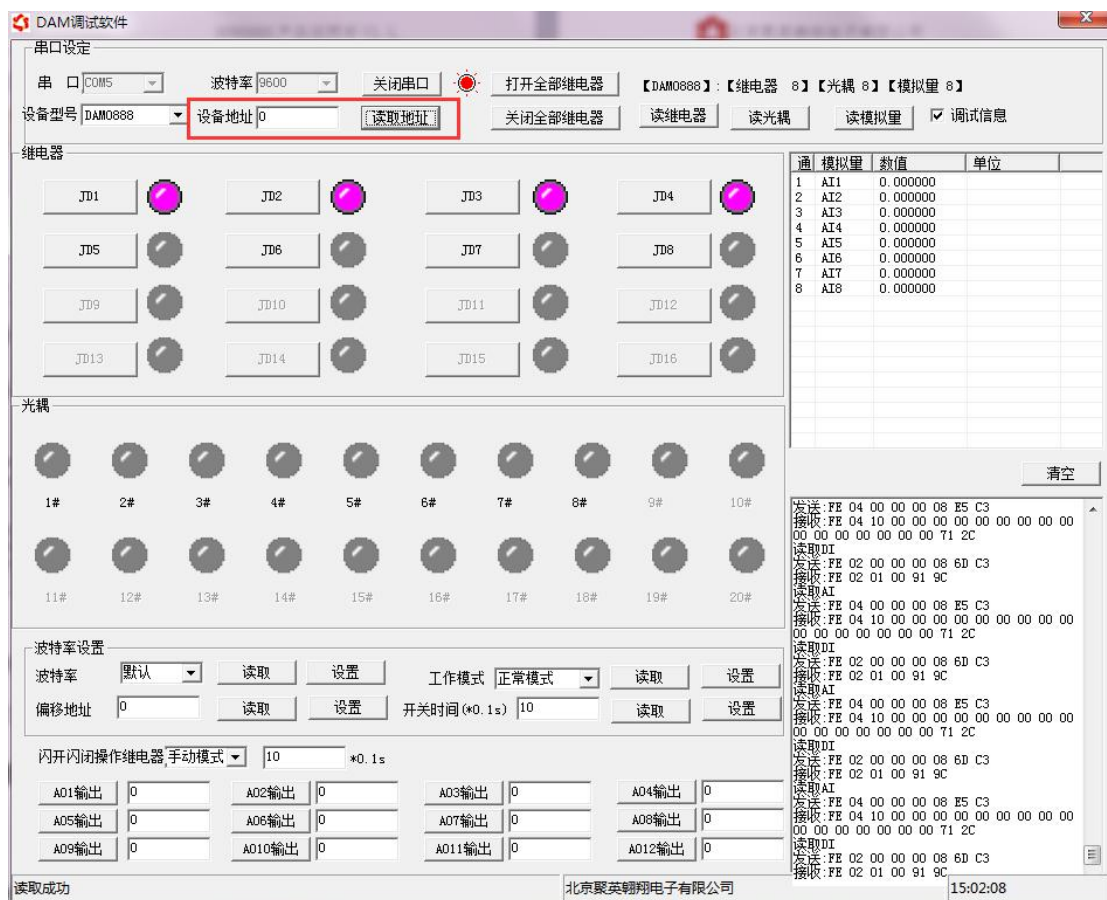 DAM调试软件
串口设定
串 口 COM5 波特率 9600 关闭串口 打开全部继电器 【DAM0888】:【继电器 8】【光耦 8】【模拟量 8】
设备型号 DAM0888 设备地址 0 读取地址 关闭全部继电器 读继电器 读光耦 读模拟量 调试信息
继电器
JD1 JD2 JD3 JD4
JD5 JD6 JD7 JD8
JD9 JD10 JD11 JD12
JD13 JD14 JD15 JD16
通 模拟量 数值 单位
1 AI1 0.000000
2 AI2 0.000000
3 AI3 0.000000
4 AI4 0.000000
5 AI5 0.000000
6 AI6 0.000000
7 AI7 0.000000
8 AI8 0.000000
光耦
1# 2# 3# 4# 5# 6# 7# 8# 9# 10#
11# 12# 13# 14# 15# 16# 17# 18# 19# 20#
清空
发送:FE 04 00 00 00 08 E5 C3
接收:FE 04 10 00 00 00 00 00 00 00 00 00
00 00 00 00 00 00 00 71 2C
读取DI
发送:FE 02 00 00 00 08 6D C3
接收:FE 02 01 00 91 9C
读取AI
发送:FE 04 00 00 00 08 E5 C3
接收:FE 04 10 00 00 00 00 00 00 00 00 00
00 00 00 00 00 00 00 71 2C
读取DI
发送:FE 02 00 00 00 08 6D C3
接收:FE 02 01 00 91 9C
读取AI
发送:FE 04 00 00 00 08 E5 C3
接收:FE 04 10 00 00 00 00 00 00 00 00 00
00 00 00 00 00 00 00 71 2C
读取DI
发送:FE 02 00 00 00 08 6D C3
接收:FE 02 01 00 91 9C
读取AI
发送:FE 04 00 00 00 08 E5 C3
接收:FE 04 10 00 00 00 00 00 00 00 00 00
00 00 00 00 00 00 00 71 2C
读取DI
发送:FE 02 00 00 00 08 6D C3
接收:FE 02 01 00 91 9C
波特率设置
波特率 默认 读取 设置 工作模式 正常模式 读取 设置
偏移地址 0 读取 设置 开关时间(*0.1s) 10 读取 设置
闪开闪闭操作继电器 手动模式 10 *0.1s
AO1输出 0 AO2输出 0 AO3输出 0 AO4输出 0
AO5输出 0 AO6输出 0 AO7输出 0 AO8输出 0
AO9输出 0 AO10输出 0 AO11输出 0 AO12输出 0
读取成功 北京聚英翱翔电子有限公司 15:02:08